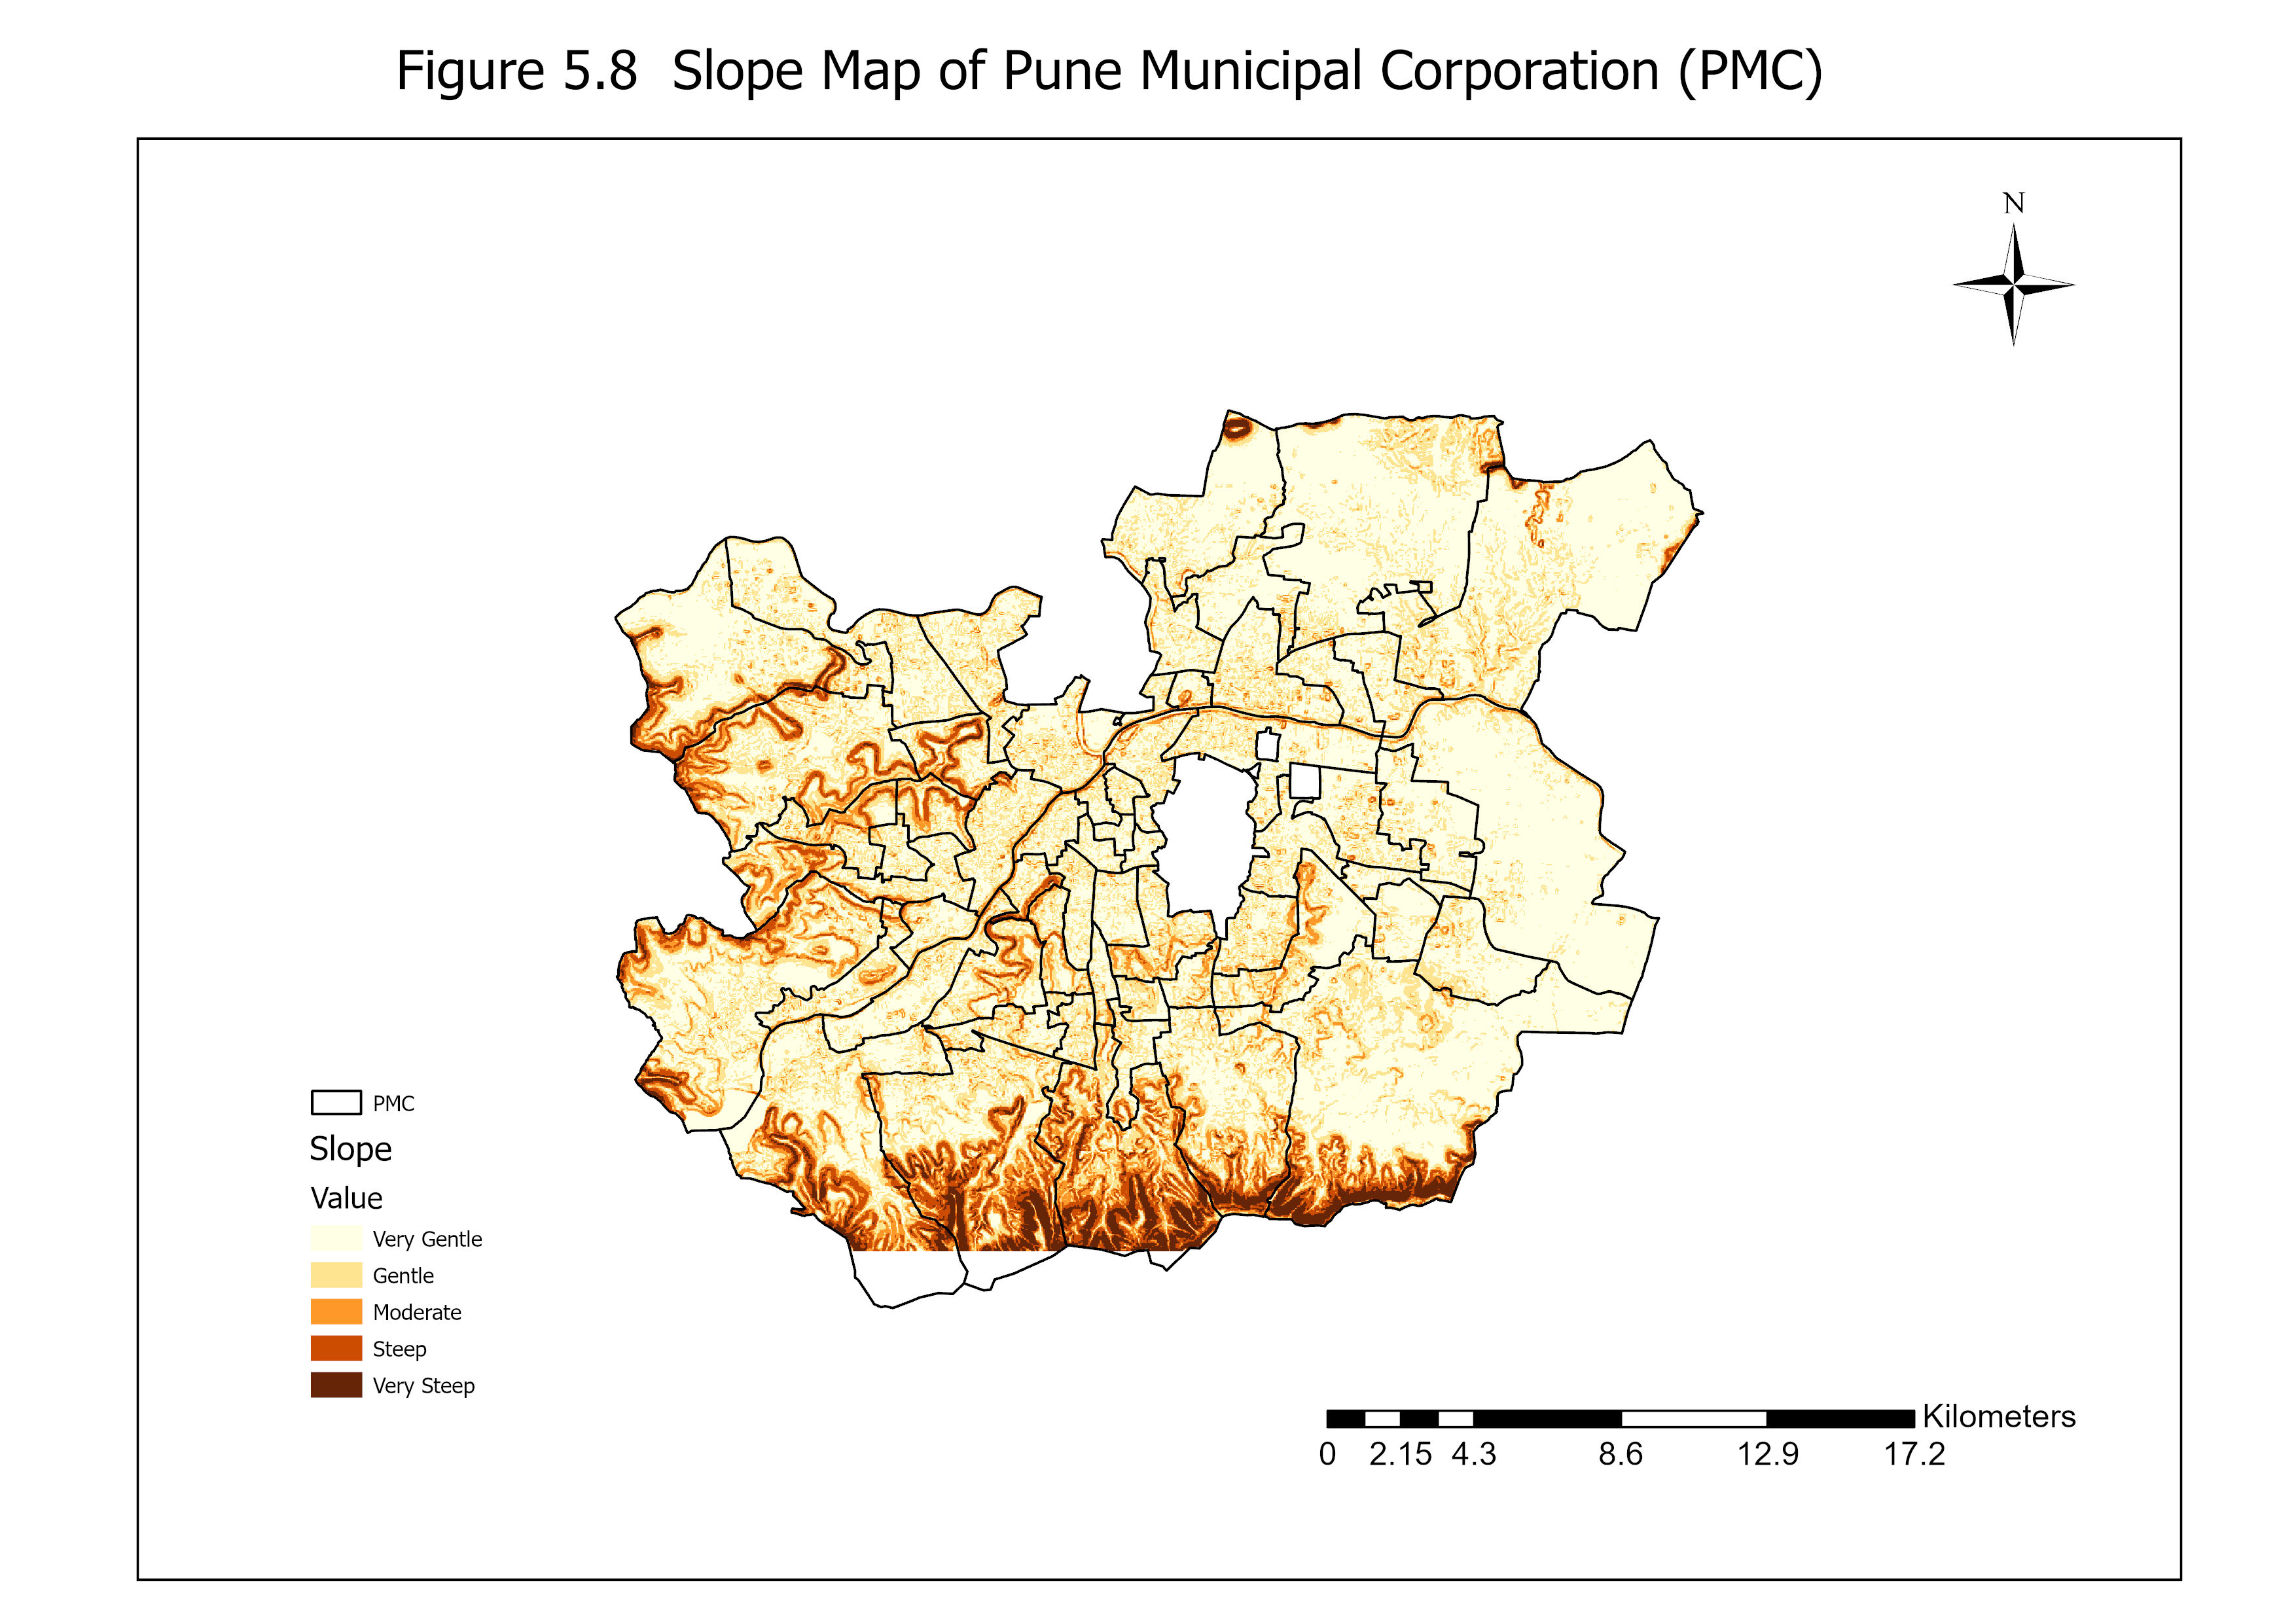 Figure 5.8  Slope Map of Pune Municipal Corporation (PMC)
N
PMC
Slope
Value
Very Gentle
Gentle
Moderate
Steep
Very Steep
Kilometers
0 2.15 4.3 8.6 12.9 17.2